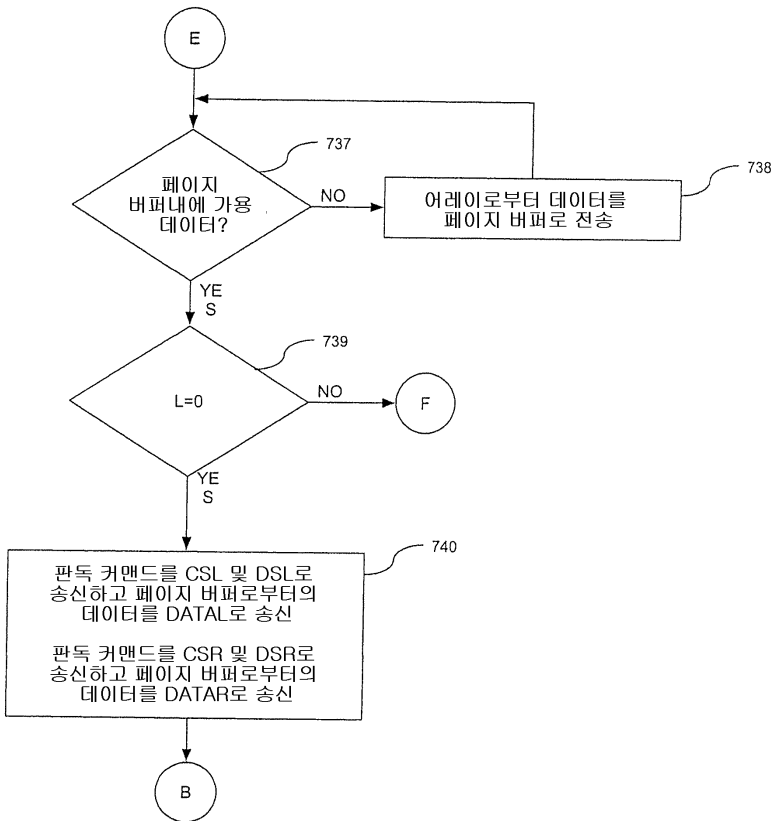 E
737
페이지
버퍼내에 가용
데이터?
NO
738
어레이로부터 데이터를
페이지 버퍼로 전송
YE
S
739
L=0
NO
F
YE
S
740
판독 커맨드를 CSL 및 DSL로
송신하고 페이지 버퍼로부터의
데이터를 DATAL로 송신
판독 커맨드를 CSR 및 DSR로
송신하고 페이지 버퍼로부터의
데이터를 DATAR로 송신
B